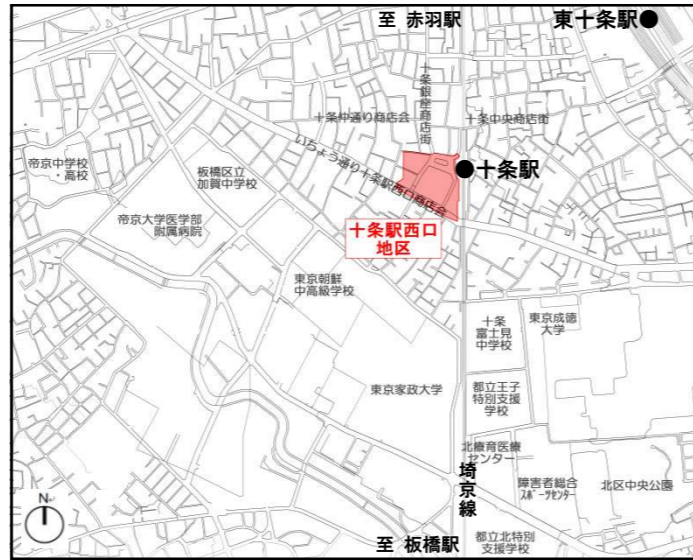 至 赤羽駅
東十条駅
十条銀座商店街
十条仲通り商店会
十条中央商店街
いちょう通り十条駅西口商店会
十条駅
帝京中学校
・高校
板橋区立
加賀中学校
帝京大学医学部
附属病院
十条駅西口
地区
東京朝鮮
中高級学校
十条
富士見
中学校
東京成徳
大学
東京家政大学
都立王子
特別支援
学校
北療育医療
センター
埼京線
障害者総合
スポーツセンター
北区中央公園
N
至 板橋駅
都立北特別
支援学校